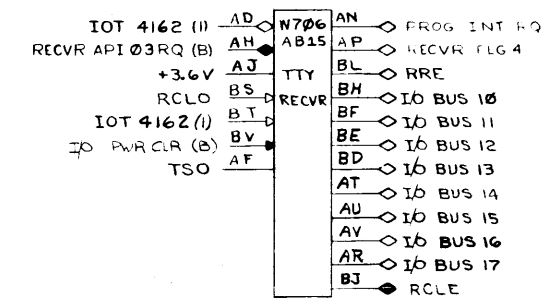 IOT 4162 (1) AD W706 AN PROG INT RQ
RECVR API Ø3RQ (B) AH AB15 AP RECVR FLG 4
+3.6V AJ TTY BL RRE
RCLO BS RECVR BH I/O BUS 10
IOT 4162 (1) BT BF I/O BUS 11
I/O PWR CLR (B) BV BE I/O BUS 12
TSO AF BD I/O BUS 13
AT I/O BUS 14
AU I/O BUS 15
AV I/O BUS 16
AR I/O BUS 17
BJ RCLE